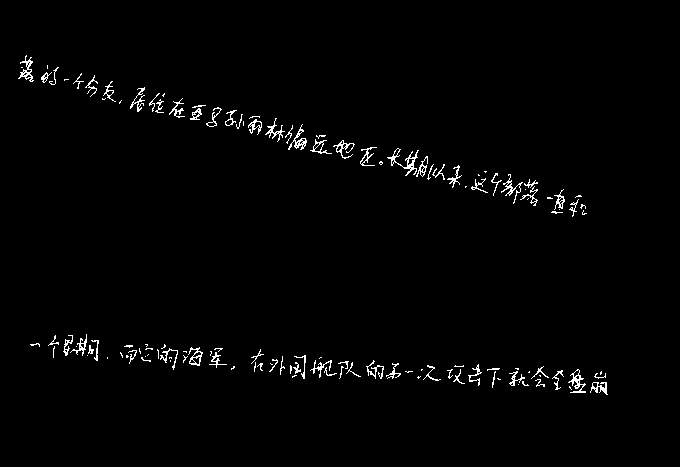 落的一个分支,居住在亚马孙雨林偏远地区。长期以来,这个部落一直和
一个星期,而它的海军,在外国舰队的第一次攻击下就会全盘崩